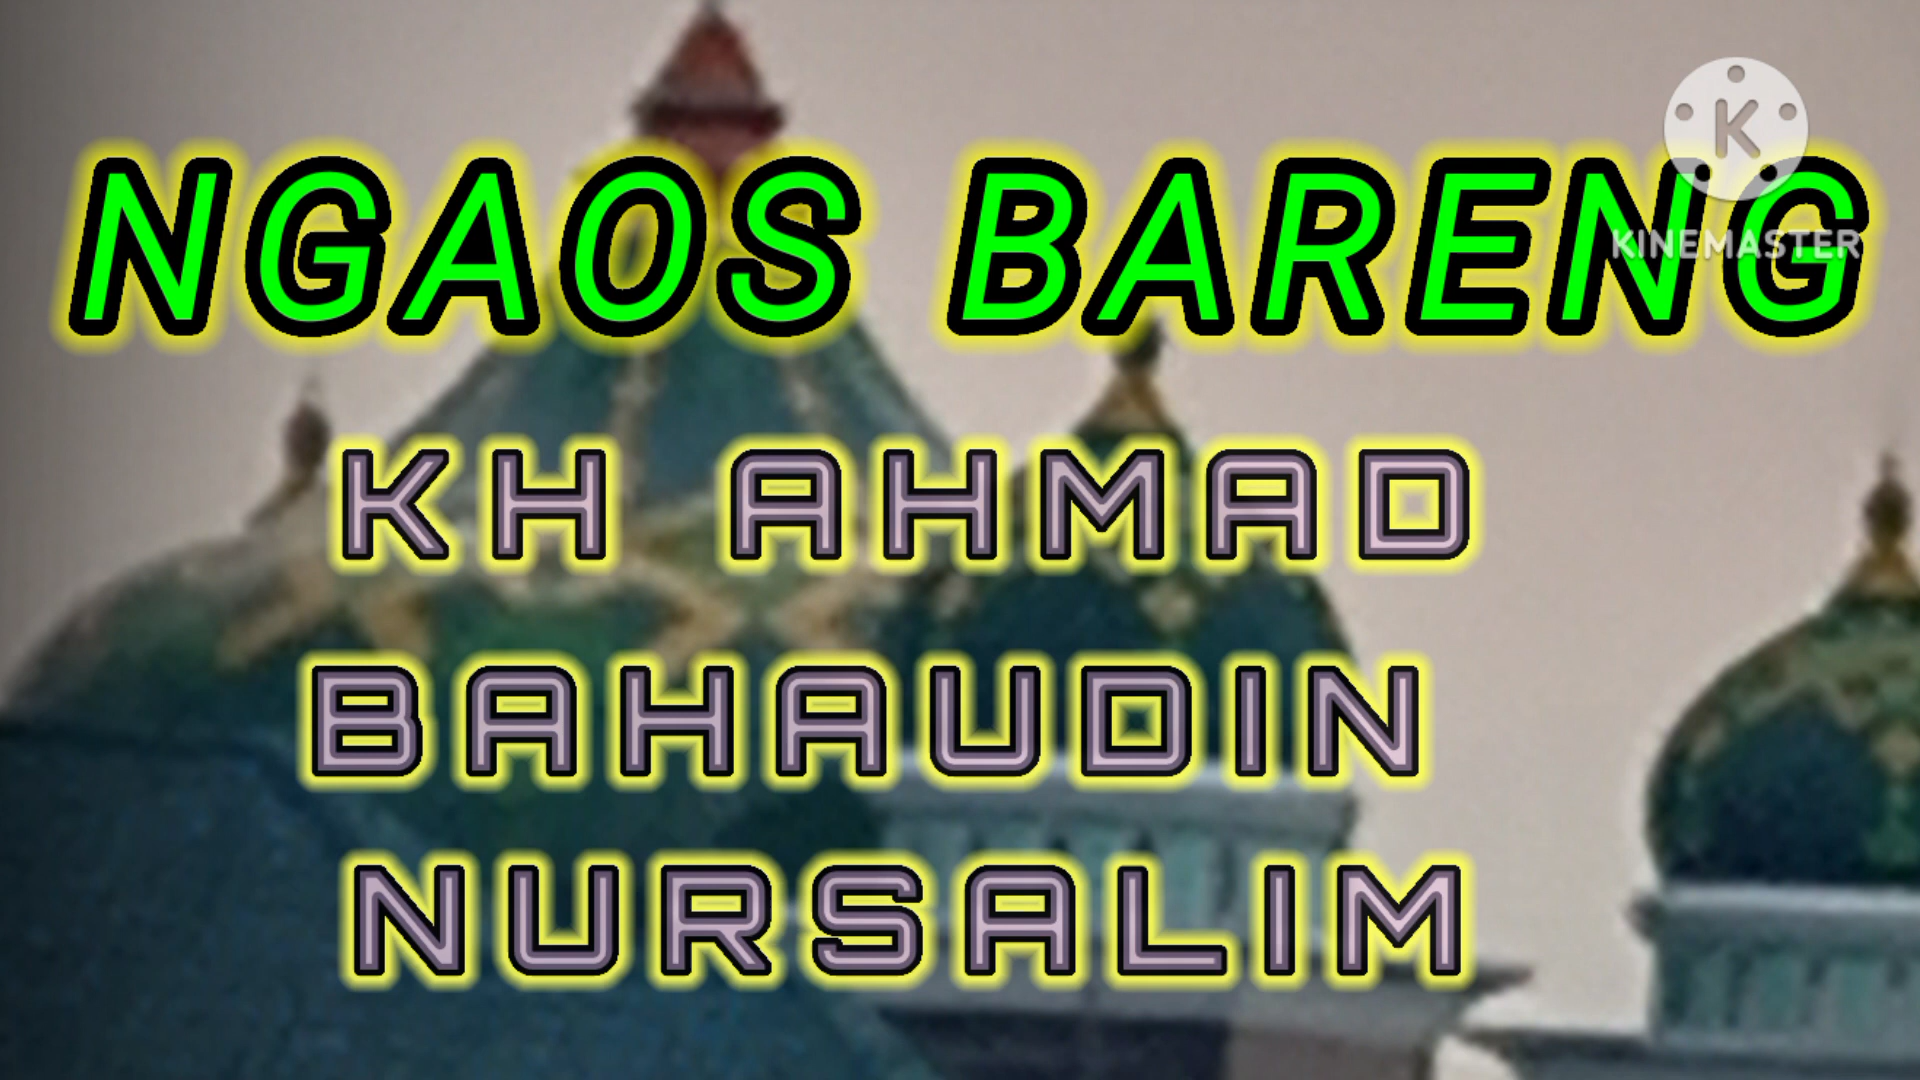 NGAOS BARENG
K
KINEMASTER
KH AHMAD
BAHAUDIN
NURSALIM